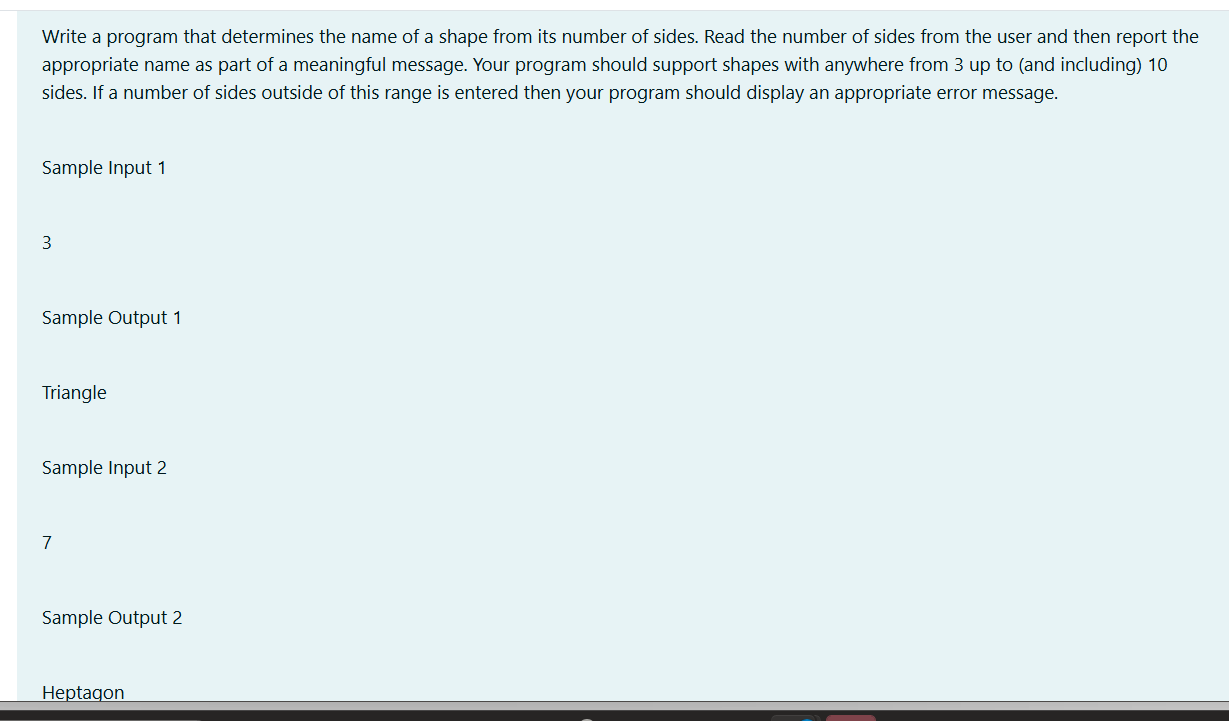 Write a program that determines the name of a shape from its number of sides. Read the number of sides from the user and then report the
appropriate name as part of a meaningful message. Your program should support shapes with anywhere from 3 up to (and including) 10
sides. If a number of sides outside of this range is entered then your program should display an appropriate error message.
Sample Input 1
3
Sample Output 1
Triangle
Sample Input 2
7
Sample Output 2
Heptagon